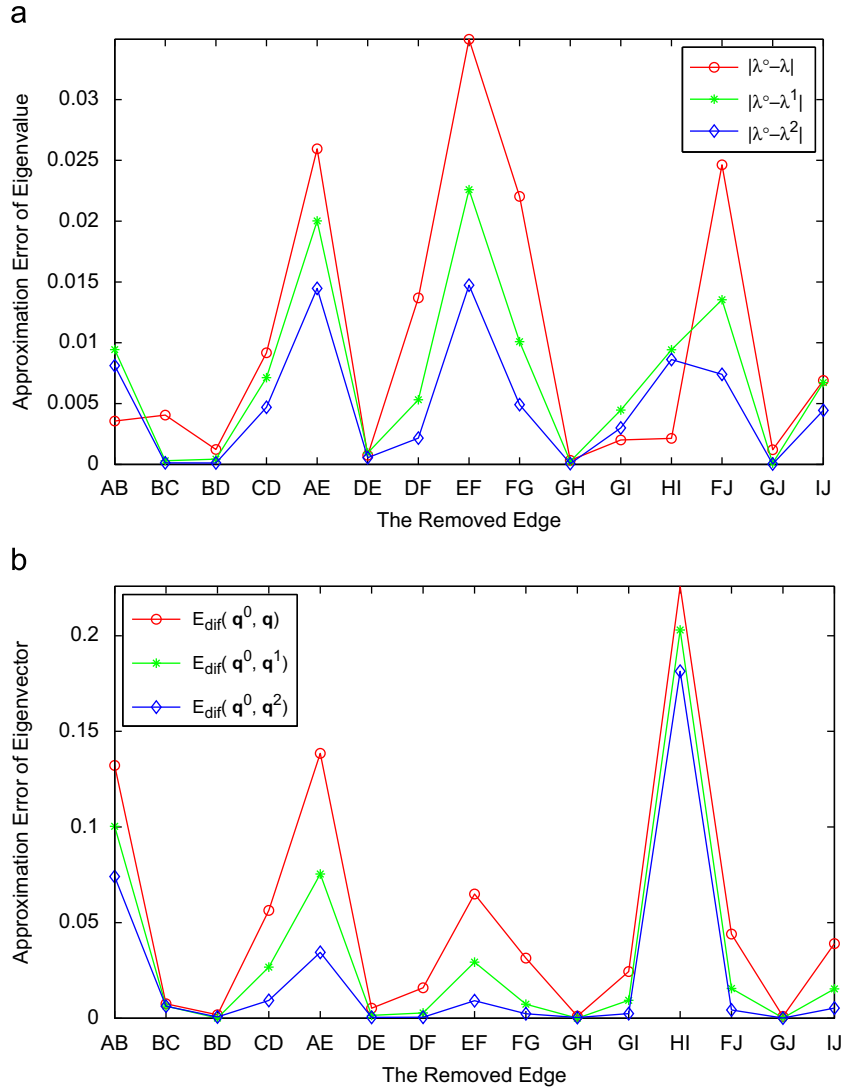 a
0.03
0.025
0.02
0.015
0.01
0.005
0
Approximation Error of Eigenvalue
|λ°–λ|
|λ°–λ¹|
|λ°–λ²|
AB BC BD CD AE DE DF EF FG GH GI HI FJ GJ IJ
The Removed Edge
b
0.2
0.15
0.1
0.05
0
Approximation Error of Eigenvector
E_dif( q⁰, q)
E_dif( q⁰, q¹)
E_dif( q⁰, q²)
AB BC BD CD AE DE DF EF FG GH GI HI FJ GJ IJ
The Removed Edge